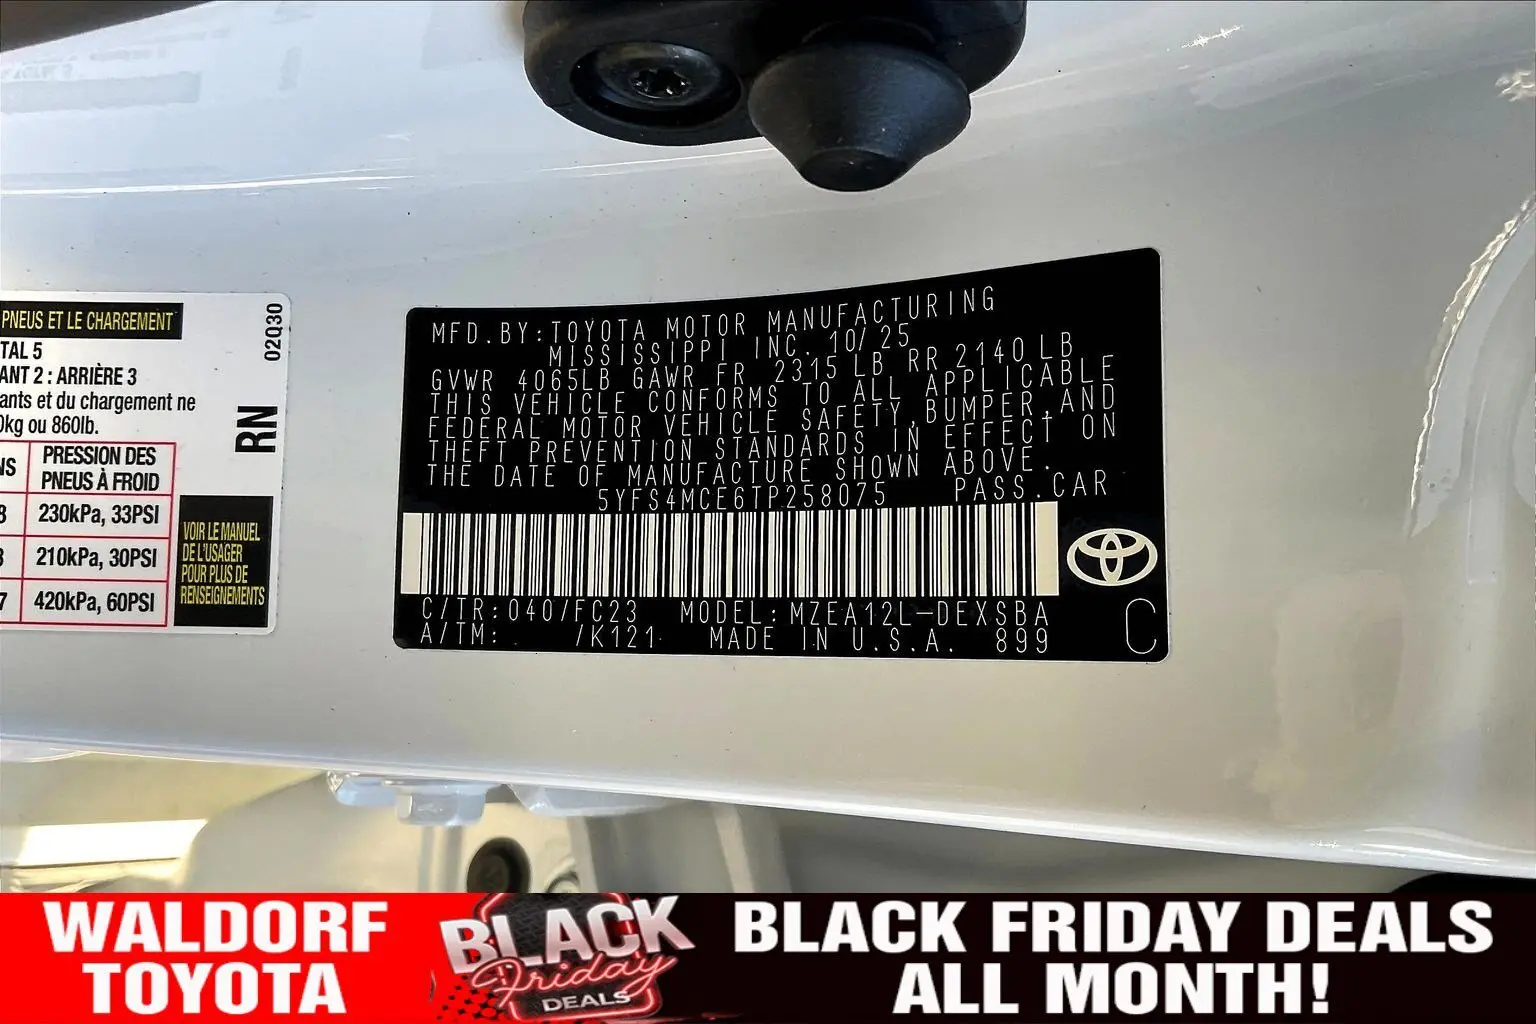 PNEUS ET LE CHARGEMENT
TAL 5
ANT 2 : ARRIÈRE 3
ants et du chargement ne
0kg ou 860lb.
NS
PRESSION DES
PNEUS À FROID
8 230kPa, 33PSI
3 210kPa, 30PSI
7 420kPa, 60PSI
02Q30
RN
VOIR LE MANUEL
DE L'USAGER
POUR PLUS DE
RENSEIGNEMENTS
MFD.BY:TOYOTA MOTOR MANUFACTURING
MISSISSIPPI INC. 10/25
GVWR 4065LB GAWR FR 2315 LB RR 2140 LB
THIS VEHICLE CONFORMS TO ALL APPLICABLE
FEDERAL MOTOR VEHICLE SAFETY,BUMPER,AND
THEFT PREVENTION STANDARDS IN EFFECT ON
THE DATE OF MANUFACTURE SHOWN ABOVE.
5YFS4MCE6TP258075 PASS.CAR
C/TR:040/FC23 MODEL:MZEA12L-DEXSBA
A/TM: /K121 MADE IN U.S.A. 899
C
WALDORF
TOYOTA
BLACK
Friday
DEALS
BLACK FRIDAY DEALS
ALL MONTH!